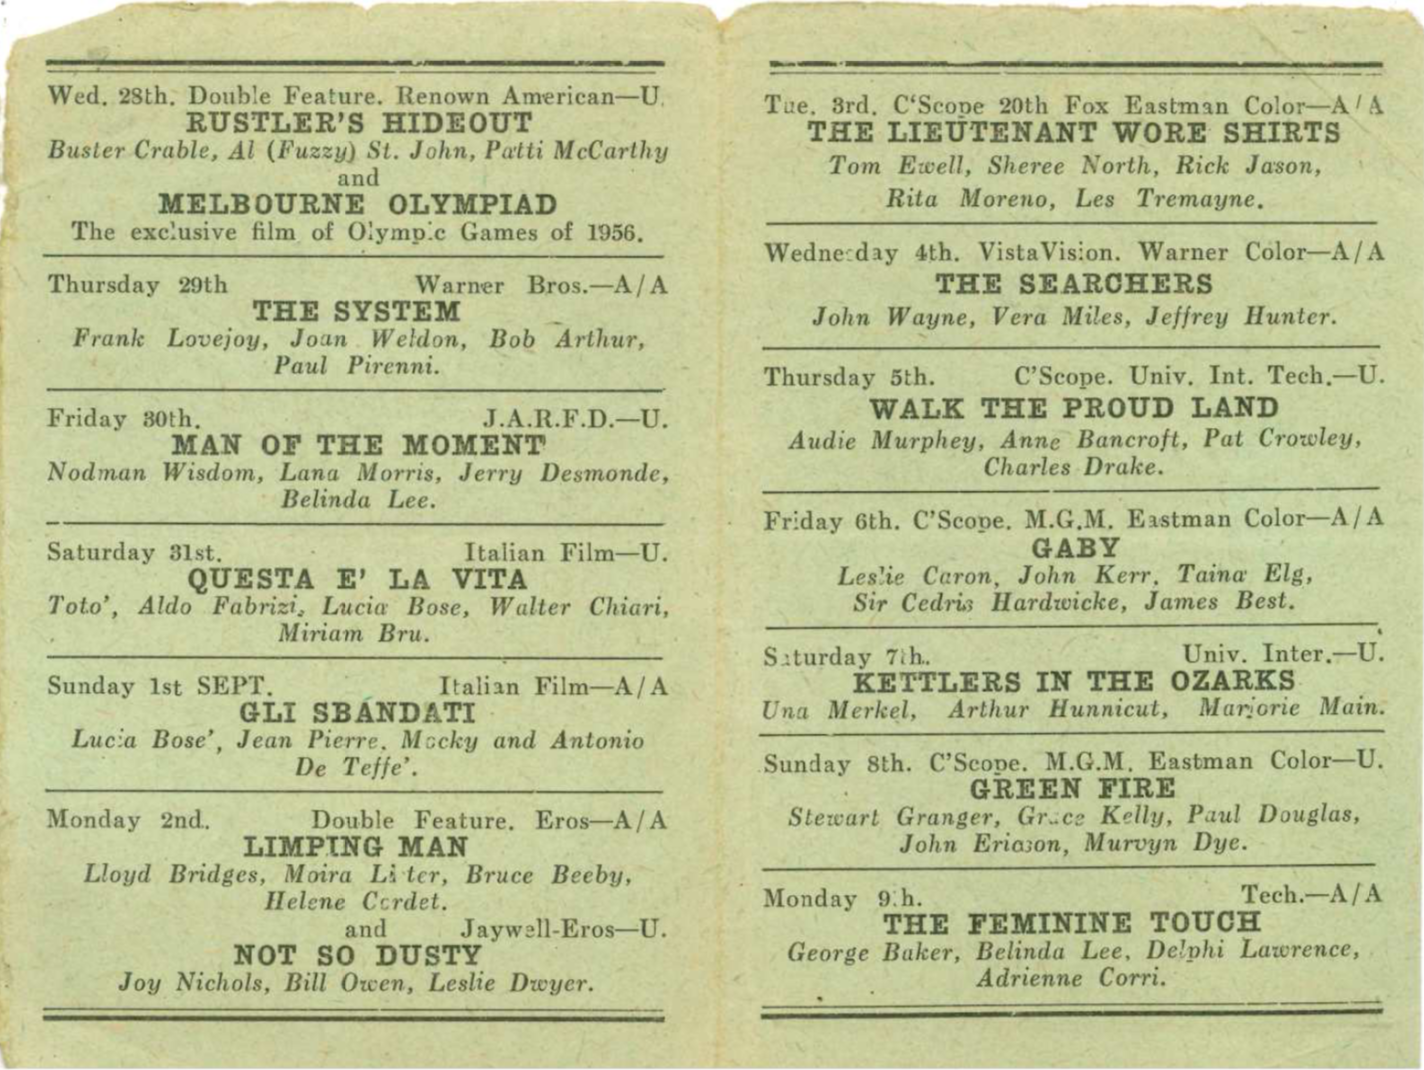 Wed. 28th. Double Feature. Renown American—U.
RUSTLER'S HIDEOUT
Buster Crable, Al (Fuzzy) St. John, Patti McCarthy
and
MELBOURNE OLYMPIAD
The exclusive film of Olympic Games of 1956.
Thursday 29th Warner Bros.—A/A
THE SYSTEM
Frank Lovejoy, Joan Weldon, Bob Arthur,
Paul Pirenni.
Friday 30th. J.A.R.F.D.—U.
MAN OF THE MOMENT
Nodman Wisdom, Lana Morris, Jerry Desmonde,
Belinda Lee.
Saturday 31st. Italian Film—U.
QUESTA E' LA VITA
Toto', Aldo Fabrizi, Lucia Bose, Walter Chiari,
Miriam Bru.
Sunday 1st SEPT. Italian Film—A/A
GLI SBANDATI
Lucia Bose', Jean Pierre, Mocky and Antonio
De Teffe'.
Monday 2nd. Double Feature. Eros—A/A
LIMPING MAN
Lloyd Bridges, Moira Lister, Bruce Beeby,
Helene Cordet.
and Jaywell-Eros—U.
NOT SO DUSTY
Joy Nichols, Bill Owen, Leslie Dwyer.
Tue. 3rd. C'Scope 20th Fox Eastman Color—A/A
THE LIEUTENANT WORE SHIRTS
Tom Ewell, Sheree North, Rick Jason,
Rita Moreno, Les Tremayne.
Wednesday 4th. VistaVision. Warner Color—A/A
THE SEARCHERS
John Wayne, Vera Miles, Jeffrey Hunter.
Thursday 5th. C'Scope. Univ. Int. Tech.—U.
WALK THE PROUD LAND
Audie Murphey, Anne Bancroft, Pat Crowley,
Charles Drake.
Friday 6th. C'Scope. M.G.M. Eastman Color—A/A
GABY
Leslie Caron, John Kerr, Taina Elg,
Sir Cedris Hardwicke, James Best.
Saturday 7th. Univ. Inter.—U.
KETTLERS IN THE OZARKS
Una Merkel, Arthur Hunnicut, Marjorie Main.
Sunday 8th. C'Scope. M.G.M. Eastman Color—U.
GREEN FIRE
Stewart Granger, Grace Kelly, Paul Douglas,
John Ericson, Murvyn Dye.
Monday 9th. Tech.—A/A
THE FEMININE TOUCH
George Baker, Belinda Lee, Delphi Lawrence,
Adrienne Corri.